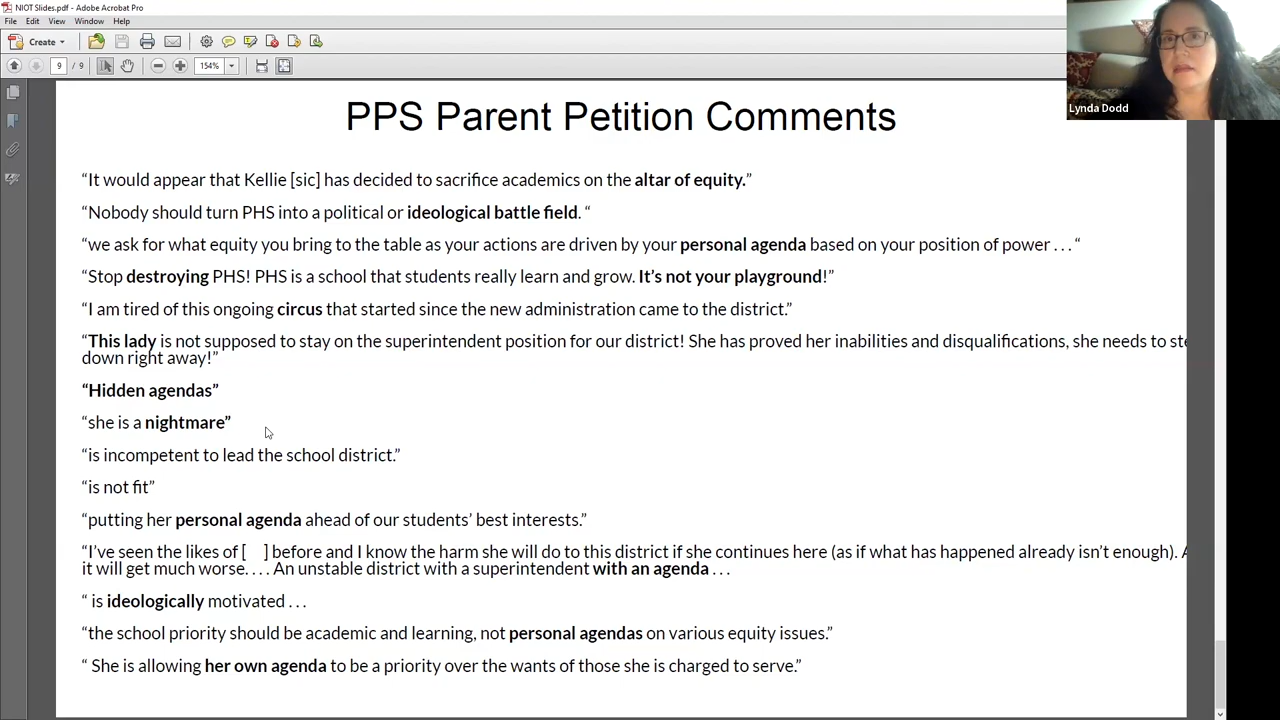 NIOT Slides.pdf - Adobe Acrobat Pro
File Edit View Window Help
Create
9 / 9 154%
Lynda Dodd
PPS Parent Petition Comments
“It would appear that Kellie [sic] has decided to sacrifice academics on the altar of equity.”
“Nobody should turn PHS into a political or ideological battle field. “
“we ask for what equity you bring to the table as your actions are driven by your personal agenda based on your position of power . . . “
“Stop destroying PHS! PHS is a school that students really learn and grow. It’s not your playground!”
“I am tired of this ongoing circus that started since the new administration came to the district.”
“This lady is not supposed to stay on the superintendent position for our district! She has proved her inabilities and disqualifications, she needs to ste
down right away!”
“Hidden agendas”
“she is a nightmare”
“is incompetent to lead the school district.”
“is not fit”
“putting her personal agenda ahead of our students’ best interests.”
“I’ve seen the likes of [ ] before and I know the harm she will do to this district if she continues here (as if what has happened already isn’t enough). A
it will get much worse. . . . An unstable district with a superintendent with an agenda . . .
“ is ideologically motivated . . .
“the school priority should be academic and learning, not personal agendas on various equity issues.”
“ She is allowing her own agenda to be a priority over the wants of those she is charged to serve.”